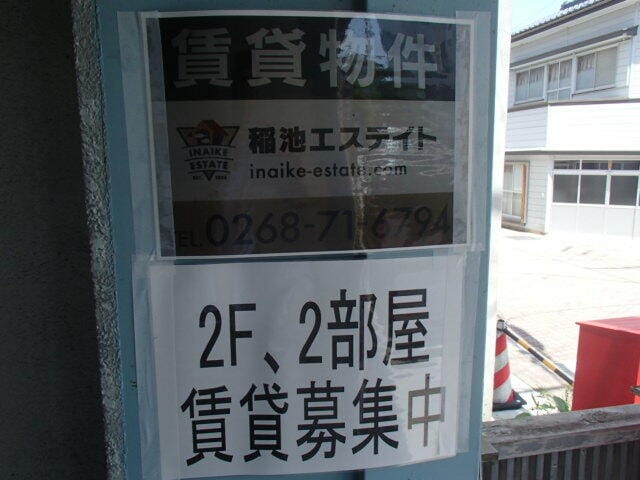 賃貸物件
INAIKE
ESTATE
稲池エステイト
inaike-estate.com
TEL.0268-71-6794
2F、2部屋
賃貸募集中